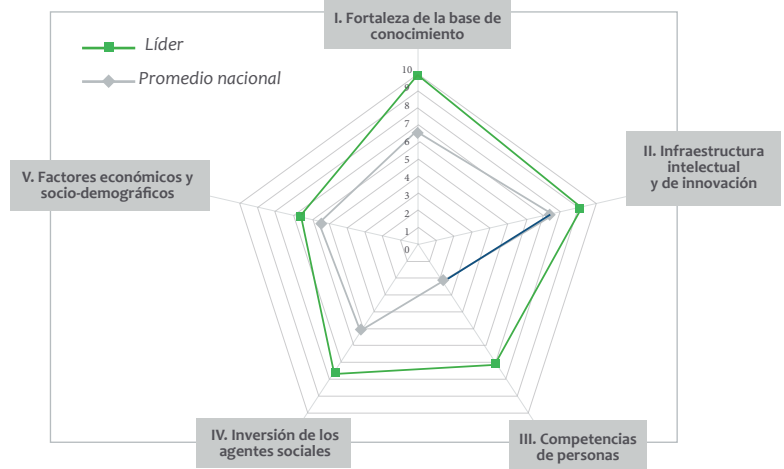 I. Fortaleza de la base de
conocimiento
Líder
Promedio nacional
10
9
8
7
6
5
4
3
2
1
0
II. Infraestructura
intelectual
y de innovación
V. Factores económicos y
socio-demográficos
IV. Inversión de los
agentes sociales
III. Competencias
de personas